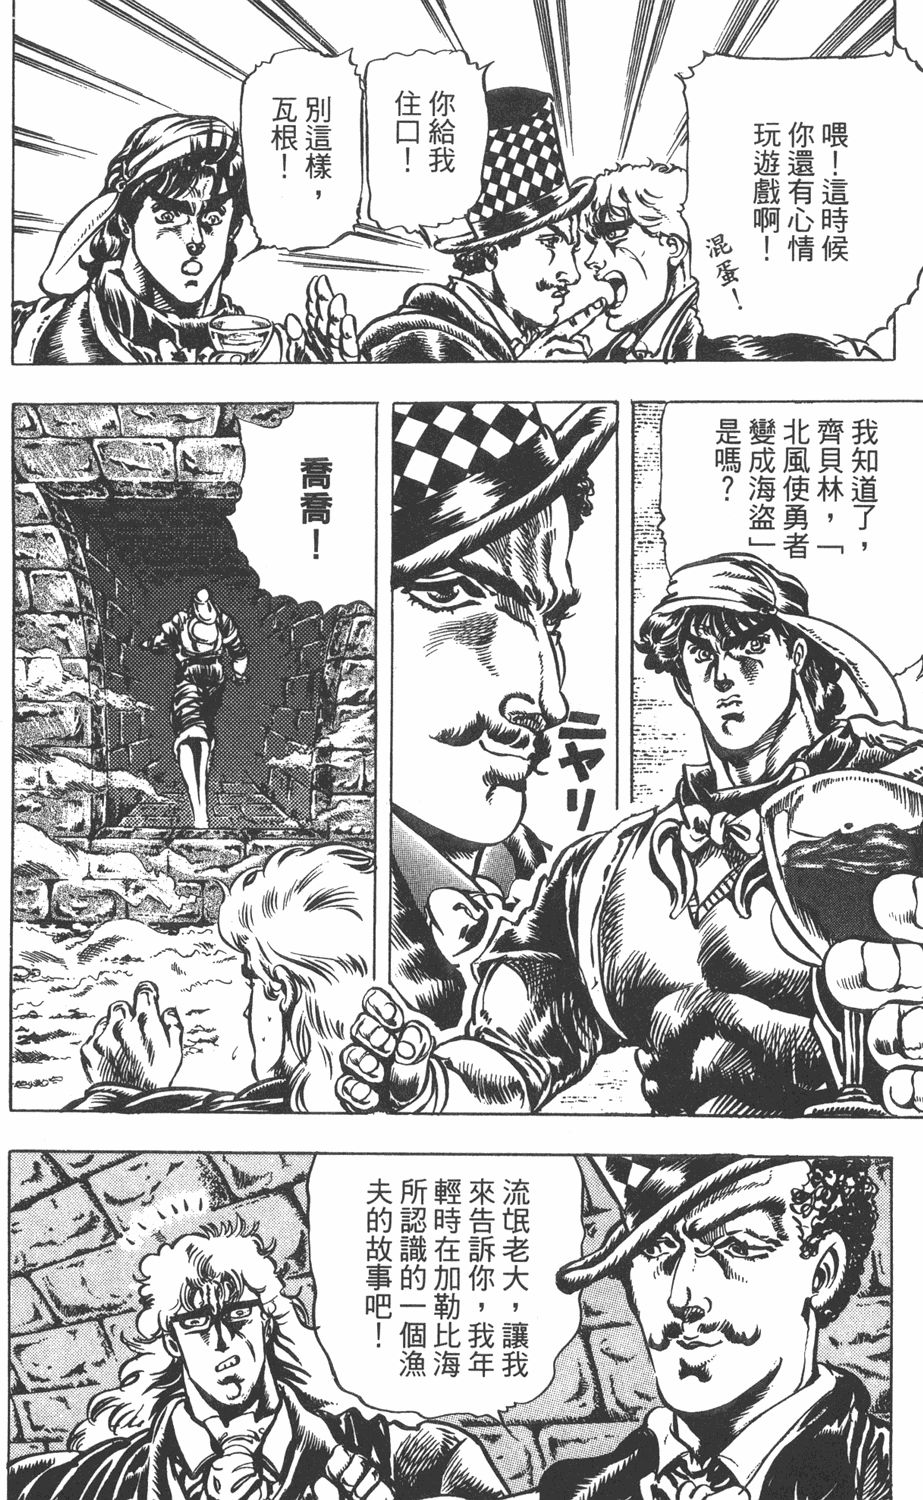 喂！這時候
你還有心情
玩遊戲啊！
混蛋！
你給我
住口！
別這樣，
瓦根！
我知道了，
齊貝林，「
北風使勇者
變成海盜」
是嗎？
ニヤリ
喬喬！
流氓老大，讓我
來告訴你，我年
輕時在加勒比海
所認識的一個漁
夫的故事吧！